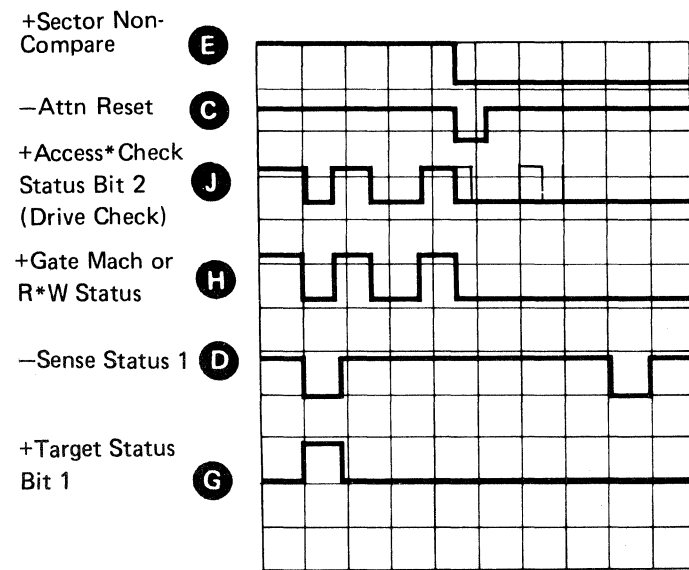 +Sector Non-
Compare E
—Attn Reset C
+Access*Check
Status Bit 2 J
(Drive Check)
+Gate Mach or
R*W Status H
—Sense Status 1 D
+Target Status
Bit 1 G